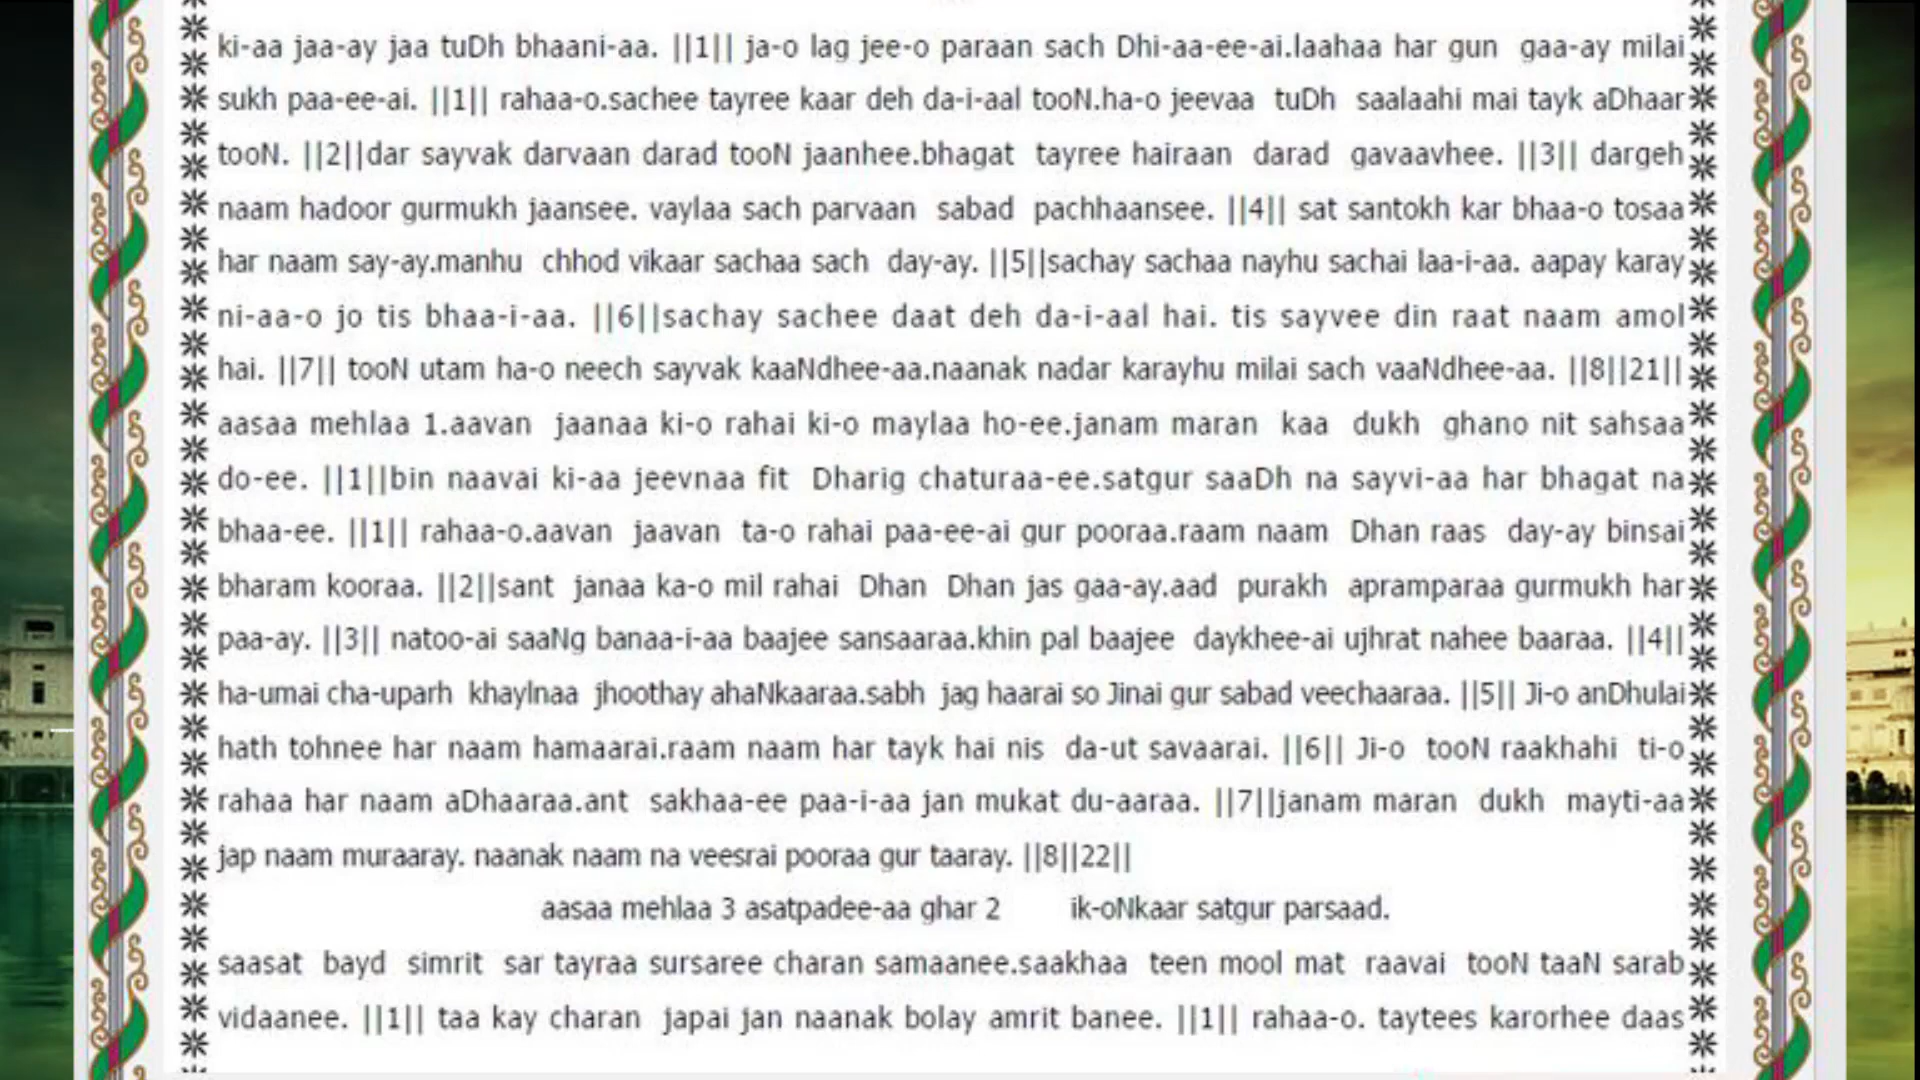 ki-aa jaa-ay jaa tuDh bhaani-aa. ||1|| ja-o lag jee-o paraan sach Dhi-aa-ee-ai.laahaa har gun gaa-ay milai
sukh paa-ee-ai. ||1|| rahaa-o.sachee tayree kaar deh da-i-aal tooN.ha-o jeevaa tuDh saalaahi mai tayk aDhaar
tooN. ||2||dar sayvak darvaan darad tooN jaanhee.bhagat tayree hairaan darad gavaavhee. ||3|| dargeh
naam hadoor gurmukh jaansee. vaylaa sach parvaan sabad pachhaansee. ||4|| sat santokh kar bhaa-o tosaa
har naam say-ay.manhu chhod vikaar sachaa sach day-ay. ||5||sachay sachaa nayhu sachai laa-i-aa. aapay karay
ni-aa-o jo tis bhaa-i-aa. ||6||sachay sachee daat deh da-i-aal hai. tis sayvee din raat naam amol
hai. ||7|| tooN utam ha-o neech sayvak kaaNdhee-aa.naanak nadar karayhu milai sach vaaNdhee-aa. ||8||21||
aasaa mehlaa 1.aavan jaanaa ki-o rahai ki-o maylaa ho-ee.janam maran kaa dukh ghano nit sahsaa
do-ee. ||1||bin naavai ki-aa jeevnaa fit Dharig chaturaa-ee.satgur saaDh na sayvi-aa har bhagat na
bhaa-ee. ||1|| rahaa-o.aavan jaavan ta-o rahai paa-ee-ai gur pooraa.raam naam Dhan raas day-ay binsai
bharam kooraa. ||2||sant janaa ka-o mil rahai Dhan Dhan jas gaa-ay.aad purakh apramparaa gurmukh har
paa-ay. ||3|| natoo-ai saaNg banaa-i-aa baajee sansaaraa.khin pal baajee daykhee-ai ujhrat nahee baaraa. ||4||
ha-umai cha-uparh khaylnaa jhoothay ahaNkaaraa.sabh jag haarai so Jinai gur sabad veechaaraa. ||5|| Ji-o anDhulai
hath tohnee har naam hamaarai.raam naam har tayk hai nis da-ut savaarai. ||6|| Ji-o tooN raakhahi ti-o
rahaa har naam aDhaaraa.ant sakhaa-ee paa-i-aa jan mukat du-aaraa. ||7||janam maran dukh mayti-aa
jap naam muraaray. naanak naam na veesrai pooraa gur taaray. ||8||22||
aasaa mehlaa 3 asatpadee-aa ghar 2 ik-oNkaar satgur parsaad.
saasat bayd simrit sar tayraa sursaree charan samaanee.saakhaa teen mool mat raavai tooN taaN sarab
vidaanee. ||1|| taa kay charan japai jan naanak bolay amrit banee. ||1|| rahaa-o. taytees karorhee daas